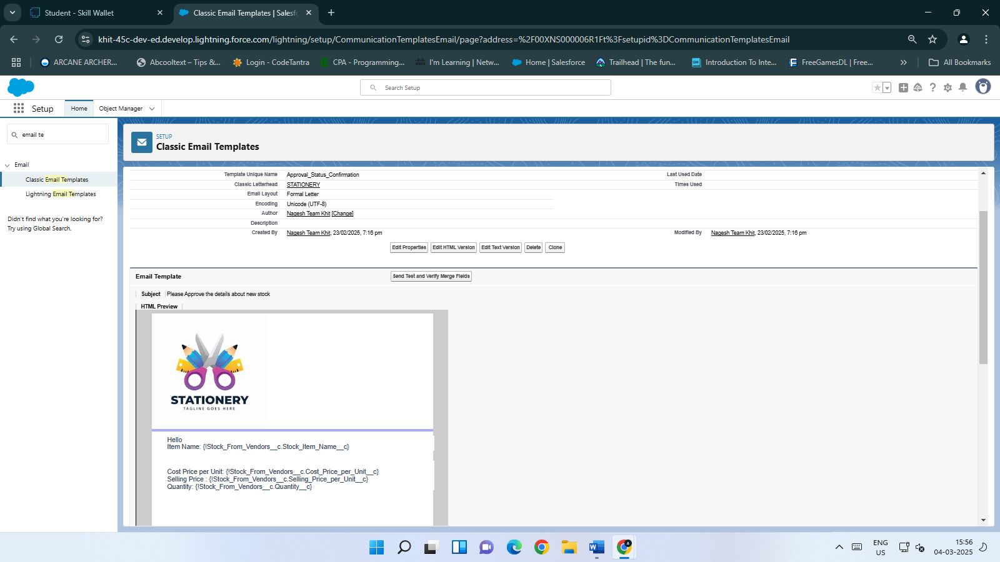 Student - Skill Wallet
Classic Email Templates | Salesf
khit-45c-dev-ed.develop.lightning.force.com/lightning/setup/CommunicationTemplatesEmail/page?address=%2F00XNS000006R1Ft%3Fsetupid%3DCommunicationTemplatesEmail
ARCANE ARCHER...
Abcooltext – Tips &...
Login - CodeTantra
CPA - Programming...
I'm Learning | Netw...
Home | Salesforce
Trailhead | The fun...
Introduction To Inte...
FreeGamesDL | Free...
All Bookmarks
Search Setup
Setup
Home
Object Manager
email te
Email
Classic Email Templates
Lightning Email Templates
Didn't find what you're looking for?
Try using Global Search.
SETUP
Classic Email Templates
Template Unique Name Approval_Status_Confirmation Last Used Date
Classic Letterhead STATIONERY Times Used
Email Layout Formal Letter
Encoding Unicode (UTF-8)
Author Nagesh Team Khit [Change]
Description
Created By Nagesh Team Khit, 23/02/2025, 7:16 pm Modified By Nagesh Team Khit, 23/02/2025, 7:16 pm
Edit Properties Edit HTML Version Edit Text Version Delete Clone
Email Template Send Test and Verify Merge Fields
Subject Please Approve the details about new stock
HTML Preview
STATIONERY
TAGLINE GOES HERE
Hello
Item Name: {!Stock_From_Vendors__c.Stock_Item_Name__c}
Cost Price per Unit: {!Stock_From_Vendors__c.Cost_Price_per_Unit__c}
Selling Price : {!Stock_From_Vendors__c.Selling_Price_per_Unit__c}
Quantity: {!Stock_From_Vendors__c.Quantity__c}
ENG
US
15:56
04-03-2025